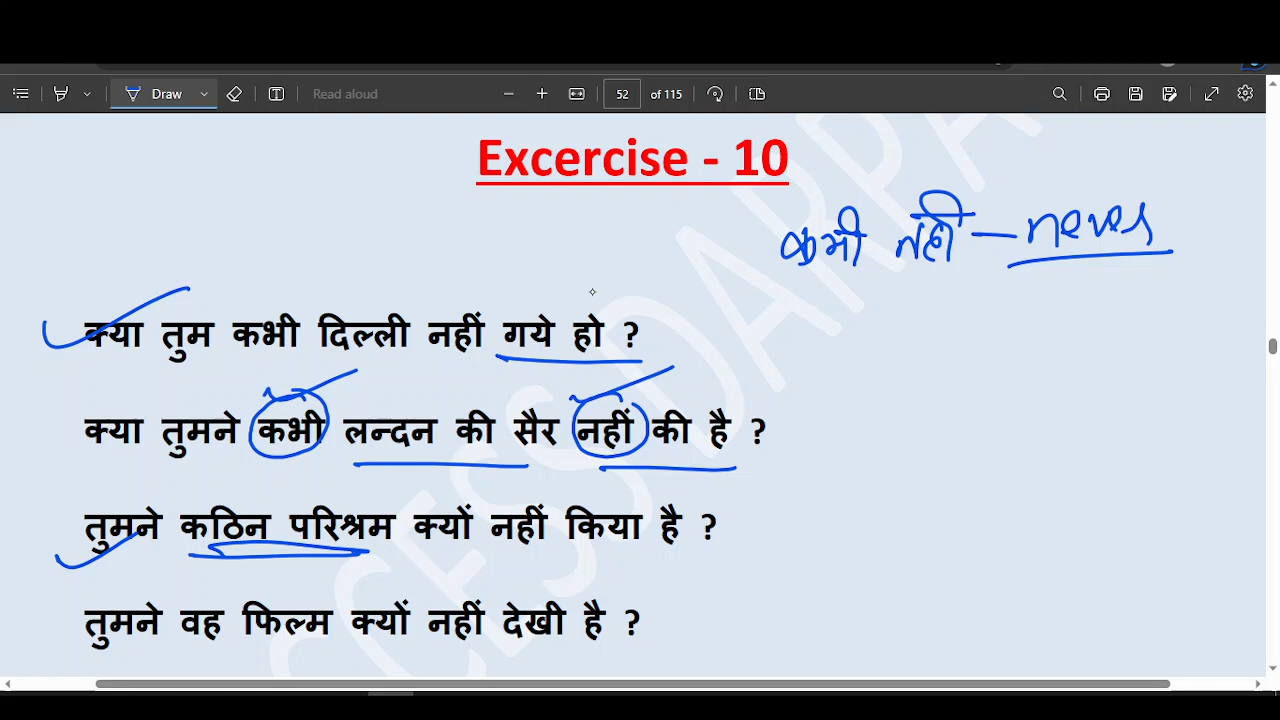 Draw
Read aloud
52 of 115
Excercise - 10
कभी नहीं — never
क्या तुम कभी दिल्ली नहीं गये हो ?
क्या तुमने कभी लन्दन की सैर नहीं की है ?
तुमने कठिन परिश्रम क्यों नहीं किया है ?
तुमने वह फिल्म क्यों नहीं देखी है ?